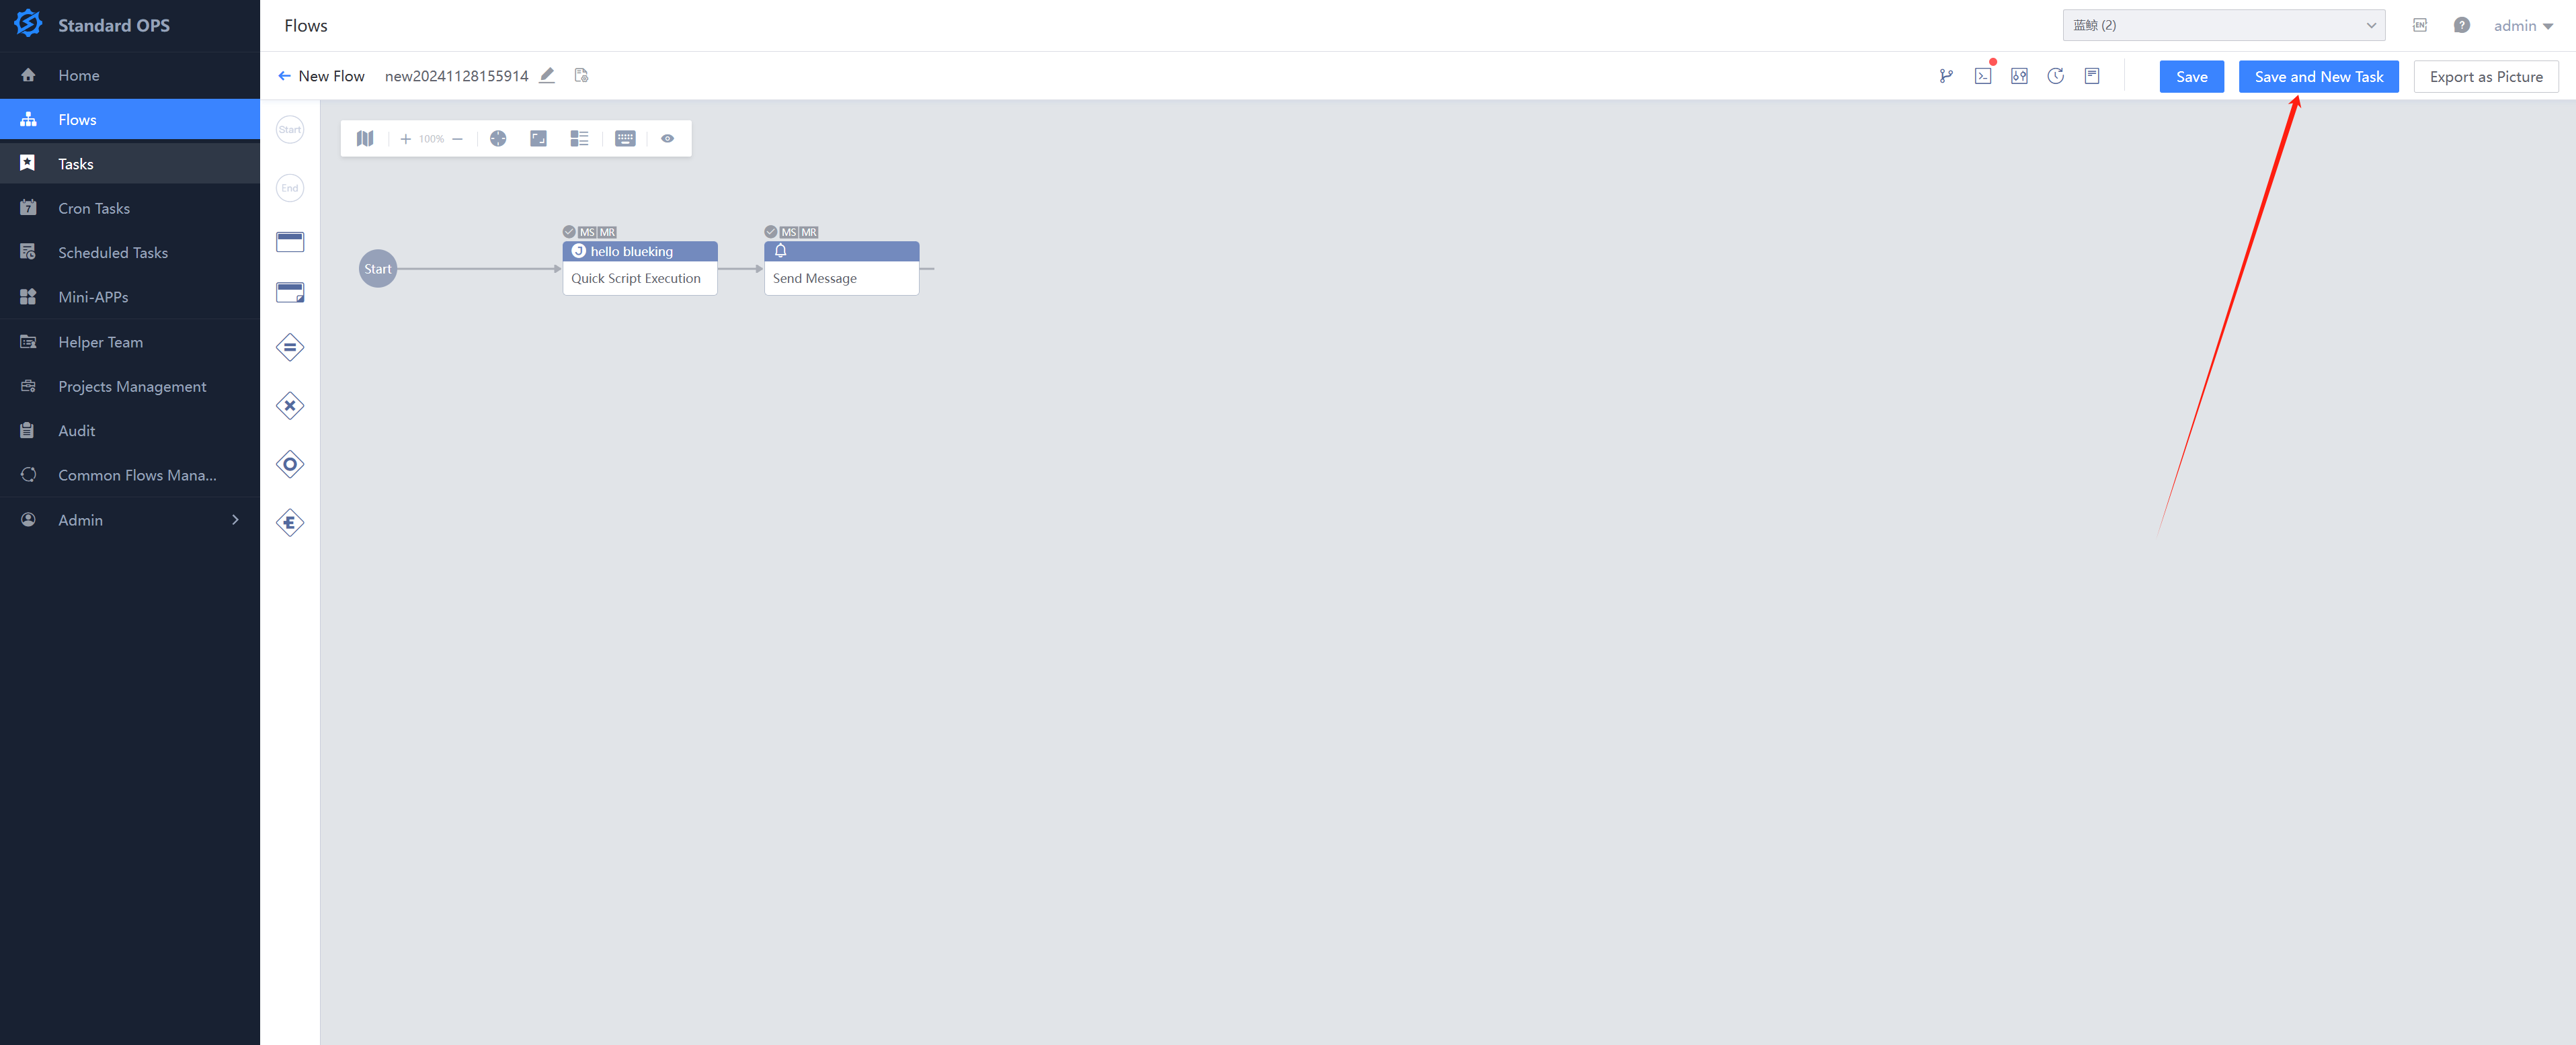 Standard OPS
Flows
蓝鲸 (2)
EN
?
admin
Home
New Flow
new20241128155914
Save
Save and New Task
Export as Picture
Flows
Start
100%
Tasks
End
7
Cron Tasks
MS MR
MS MR
J hello blueking
Start
Quick Script Execution
Send Message
Scheduled Tasks
Mini-APPs
Helper Team
Projects Management
Audit
Common Flows Mana...
Admin